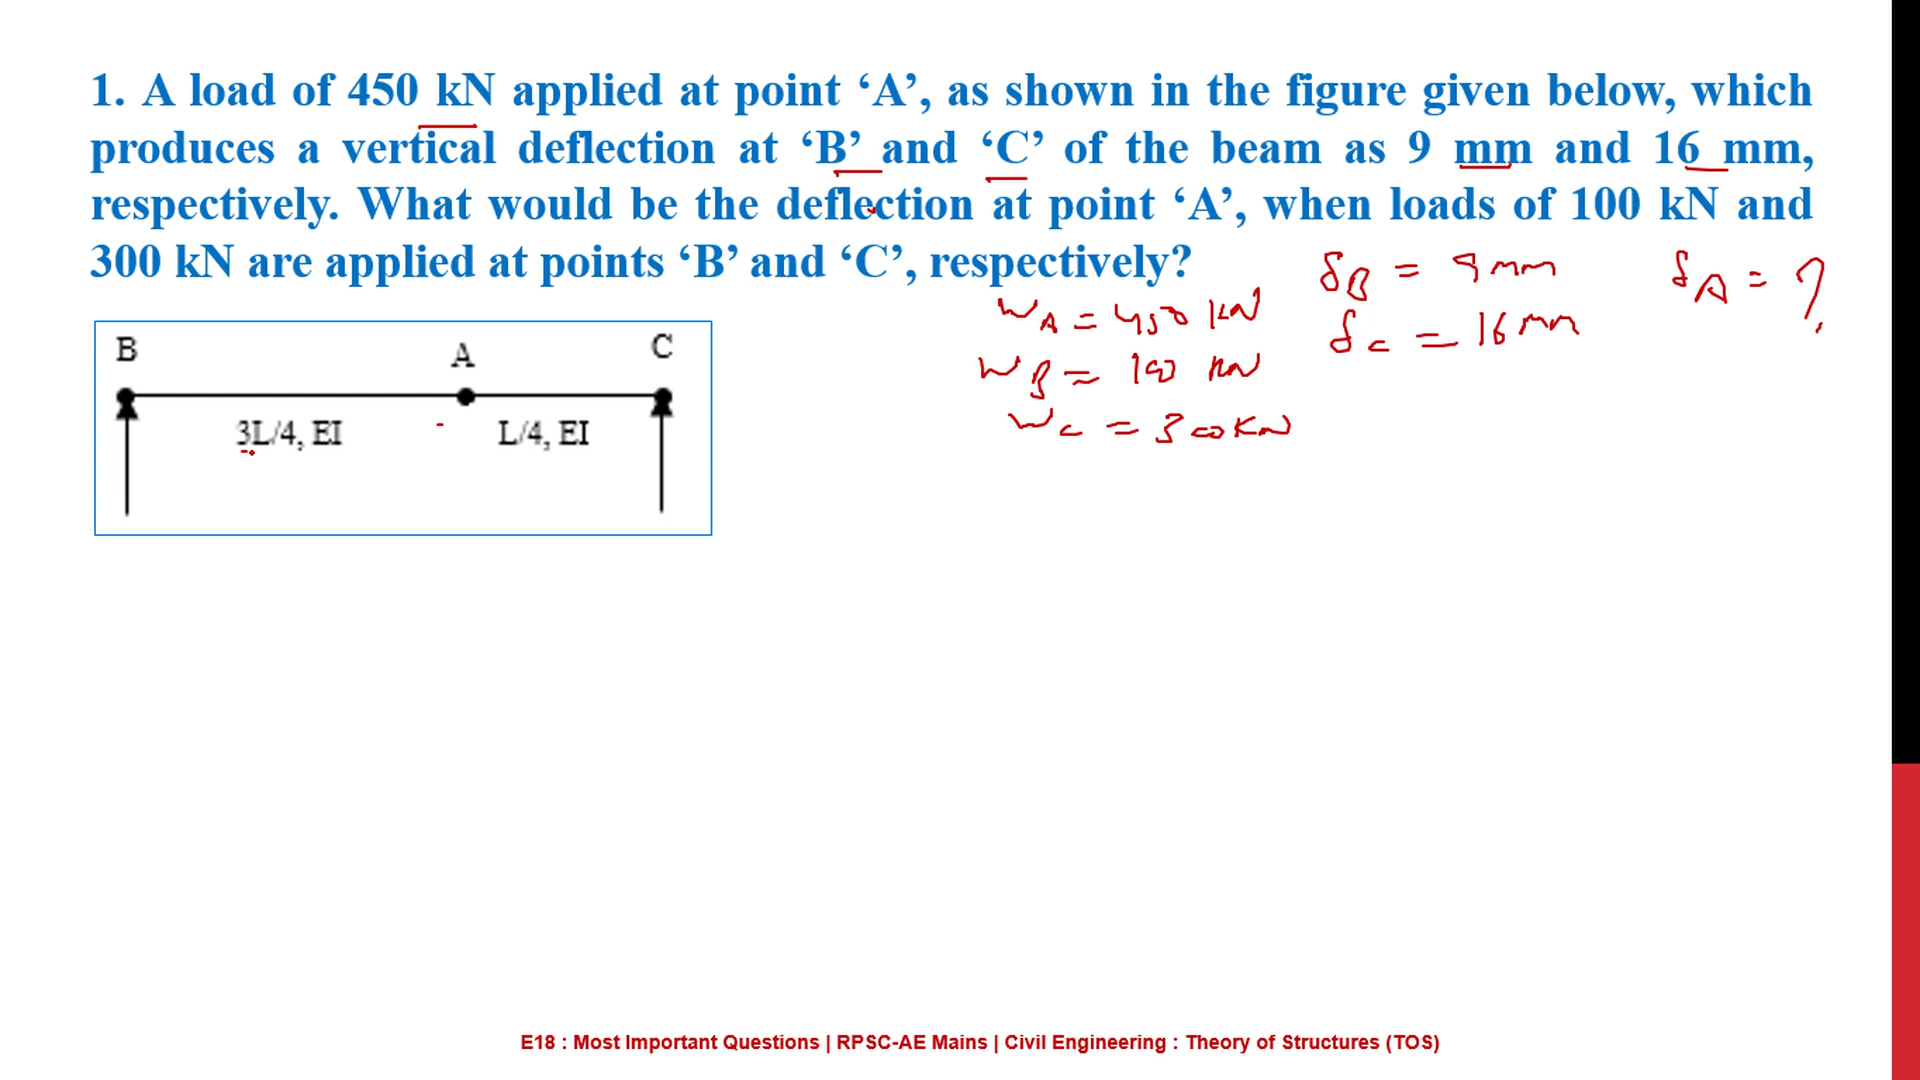 1. A load of 450 kN applied at point ‘A’, as shown in the figure given below, which
produces a vertical deflection at ‘B’ and ‘C’ of the beam as 9 mm and 16 mm,
respectively. What would be the deflection at point ‘A’, when loads of 100 kN and
300 kN are applied at points ‘B’ and ‘C’, respectively?
δB = 9mm
δA = ?
WA = 450 kN
δc = 16mm
WB = 100 kN
Wc = 300KN
B A C
3L/4, EI L/4, EI
E18 : Most Important Questions | RPSC-AE Mains | Civil Engineering : Theory of Structures (TOS)